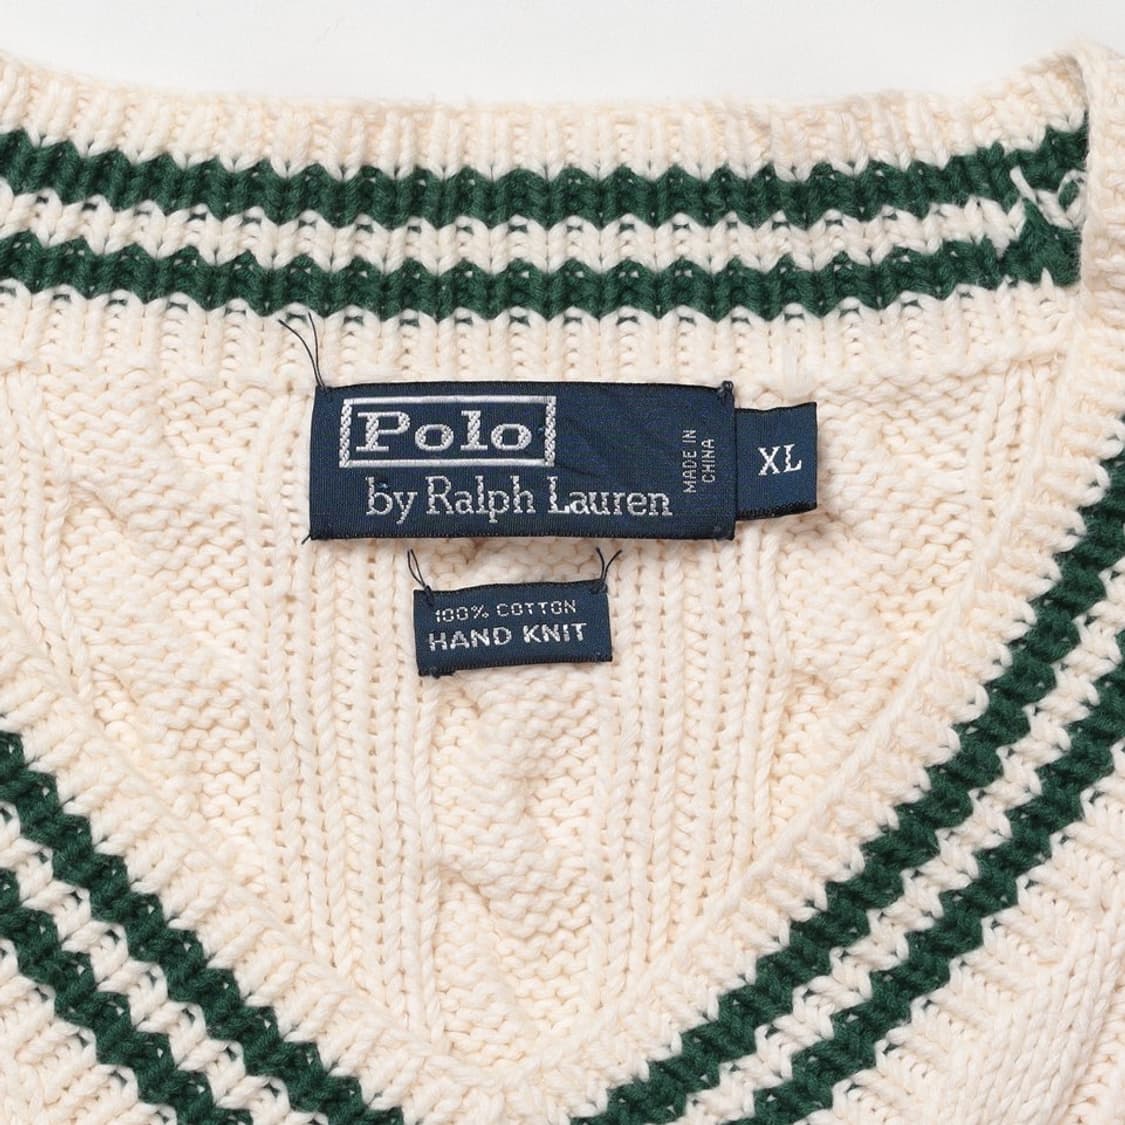 Polo
by Ralph Lauren
MADE IN
CHINA
XL
100% COTTON
HAND KNIT